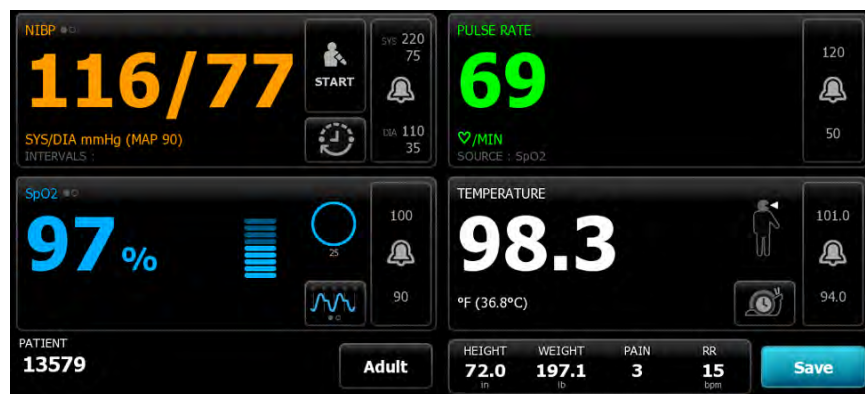 NIBP
116/77
START
SYS 220
75
DIA 110
35
SYS/DIA mmHg (MAP 90)
INTERVALS :
PULSE RATE
69
♡/MIN
SOURCE : SpO2
120
50
SpO2
97 %
25
100
90
TEMPERATURE
98.3
°F (36.8°C)
101.0
94.0
PATIENT
13579
Adult
HEIGHT WEIGHT PAIN RR
72.0 197.1 3 15
in lb bpm
Save